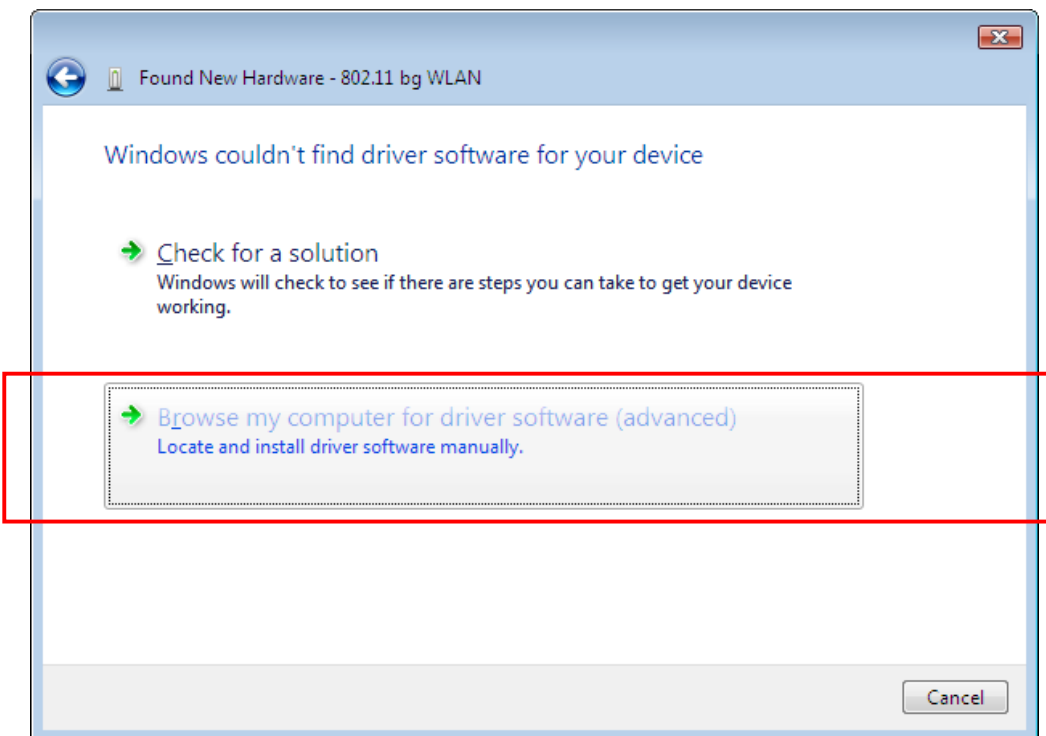 Found New Hardware - 802.11 bg WLAN
Windows couldn't find driver software for your device
Check for a solution
Windows will check to see if there are steps you can take to get your device
working.
Browse my computer for driver software (advanced)
Locate and install driver software manually.
Cancel